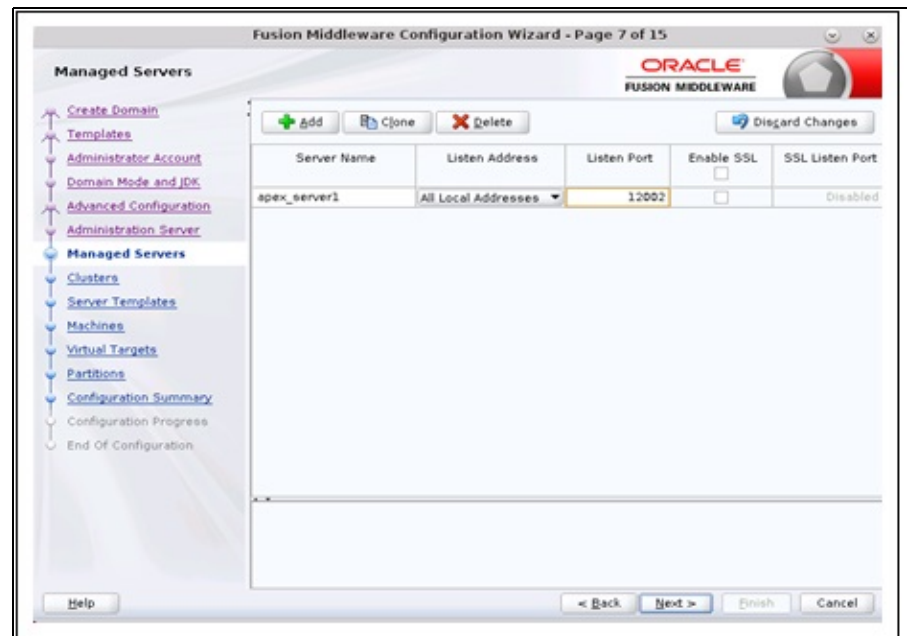 Fusion Middleware Configuration Wizard - Page 7 of 15
Managed Servers
ORACLE
FUSION MIDDLEWARE
Create Domain
Templates
Administrator Account
Domain Mode and JDK
Advanced Configuration
Administration Server
Managed Servers
Clusters
Server Templates
Machines
Virtual Targets
Partitions
Configuration Summary
Configuration Progress
End Of Configuration
Add Clone Delete Discard Changes
Server Name Listen Address Listen Port Enable SSL SSL Listen Port
apex_server1 All Local Addresses 12002 Disabled
Help < Back Next > Finish Cancel